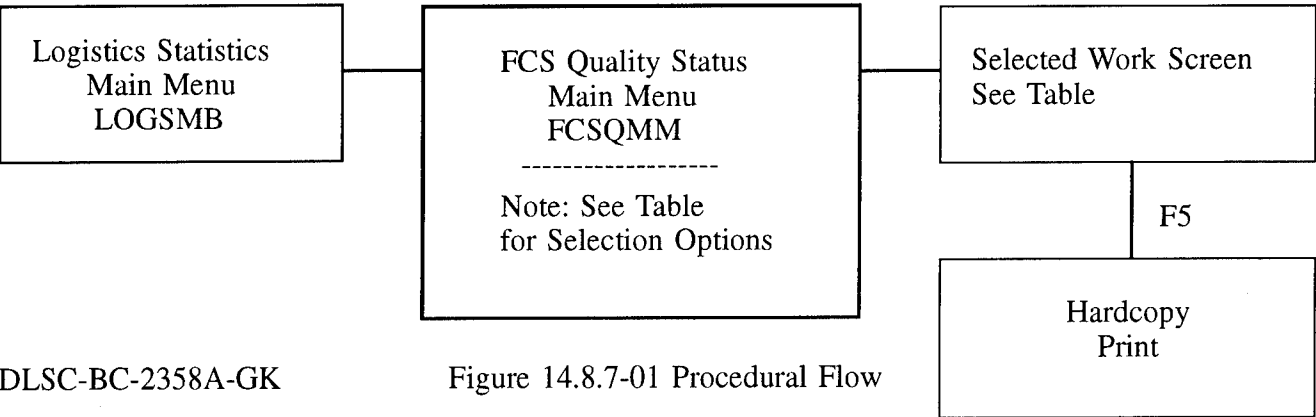 Logistics Statistics
Main Menu
LOGSMB
FCS Quality Status
Main Menu
FCSQMM
--------------------
Note: See Table
for Selection Options
Selected Work Screen
See Table
F5
Hardcopy
Print
DLSC-BC-2358A-GK
Figure 14.8.7-01 Procedural Flow